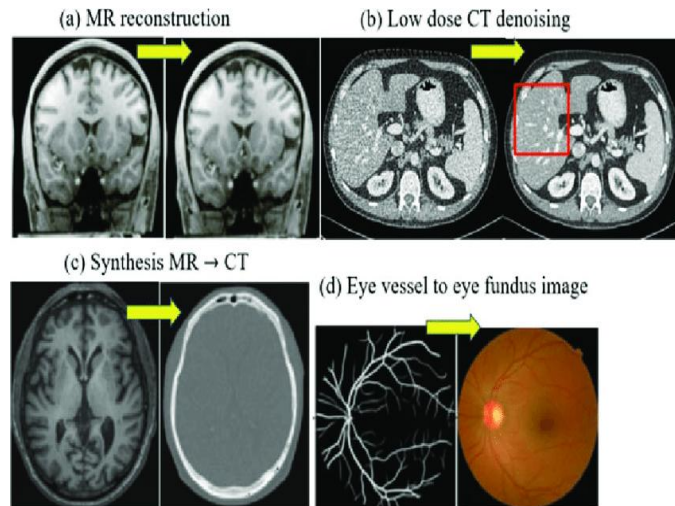 (a) MR reconstruction
(b) Low dose CT denoising
(c) Synthesis MR → CT
(d) Eye vessel to eye fundus image